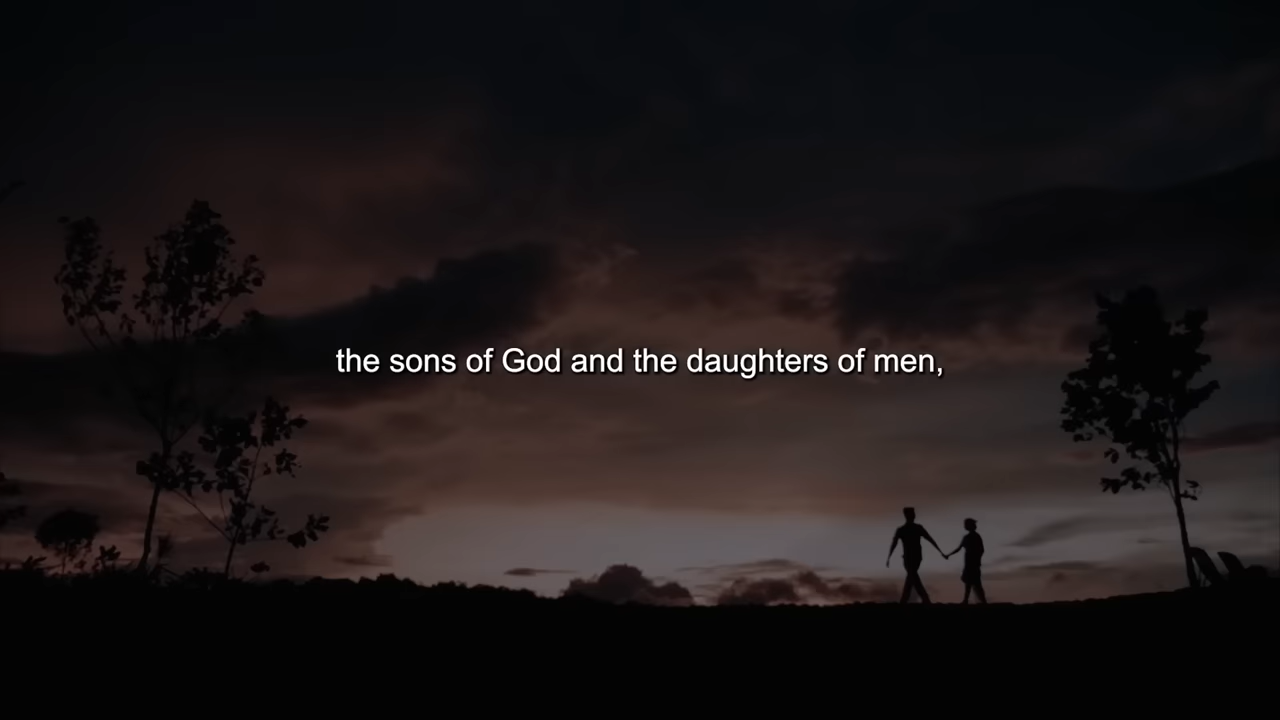 the sons of God and the daughters of men,